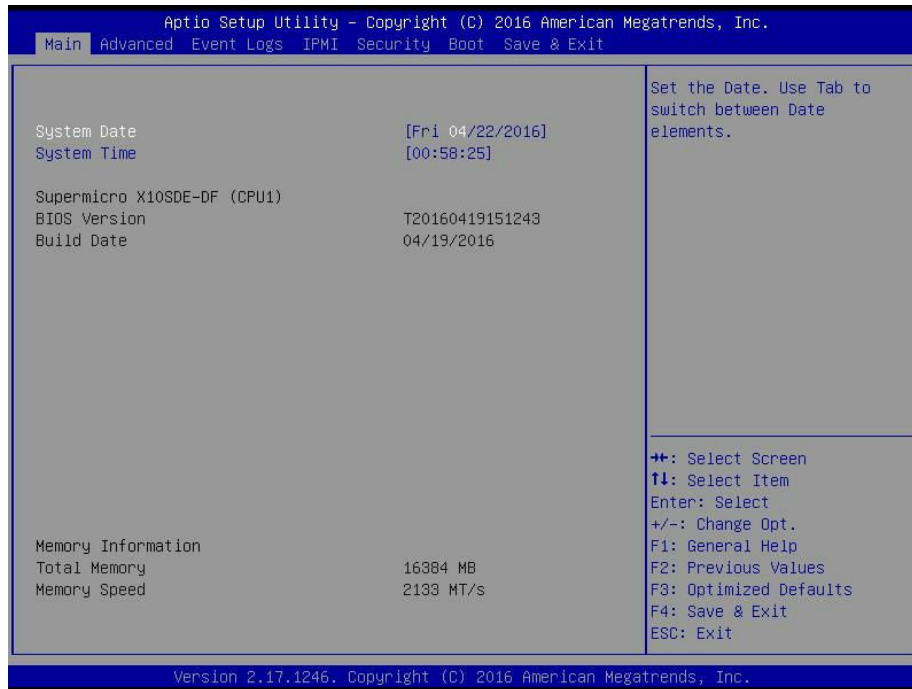 Aptio Setup Utility – Copyright (C) 2016 American Megatrends, Inc.
Main Advanced Event Logs IPMI Security Boot Save & Exit
System Date [Fri 04/22/2016]
System Time [00:58:25]
Supermicro X10SDE-DF (CPU1)
BIOS Version T20160419151243
Build Date 04/19/2016
Memory Information
Total Memory 16384 MB
Memory Speed 2133 MT/s
Set the Date. Use Tab to
switch between Date
elements.
→←: Select Screen
↑↓: Select Item
Enter: Select
+/-: Change Opt.
F1: General Help
F2: Previous Values
F3: Optimized Defaults
F4: Save & Exit
ESC: Exit
Version 2.17.1246. Copyright (C) 2016 American Megatrends, Inc.